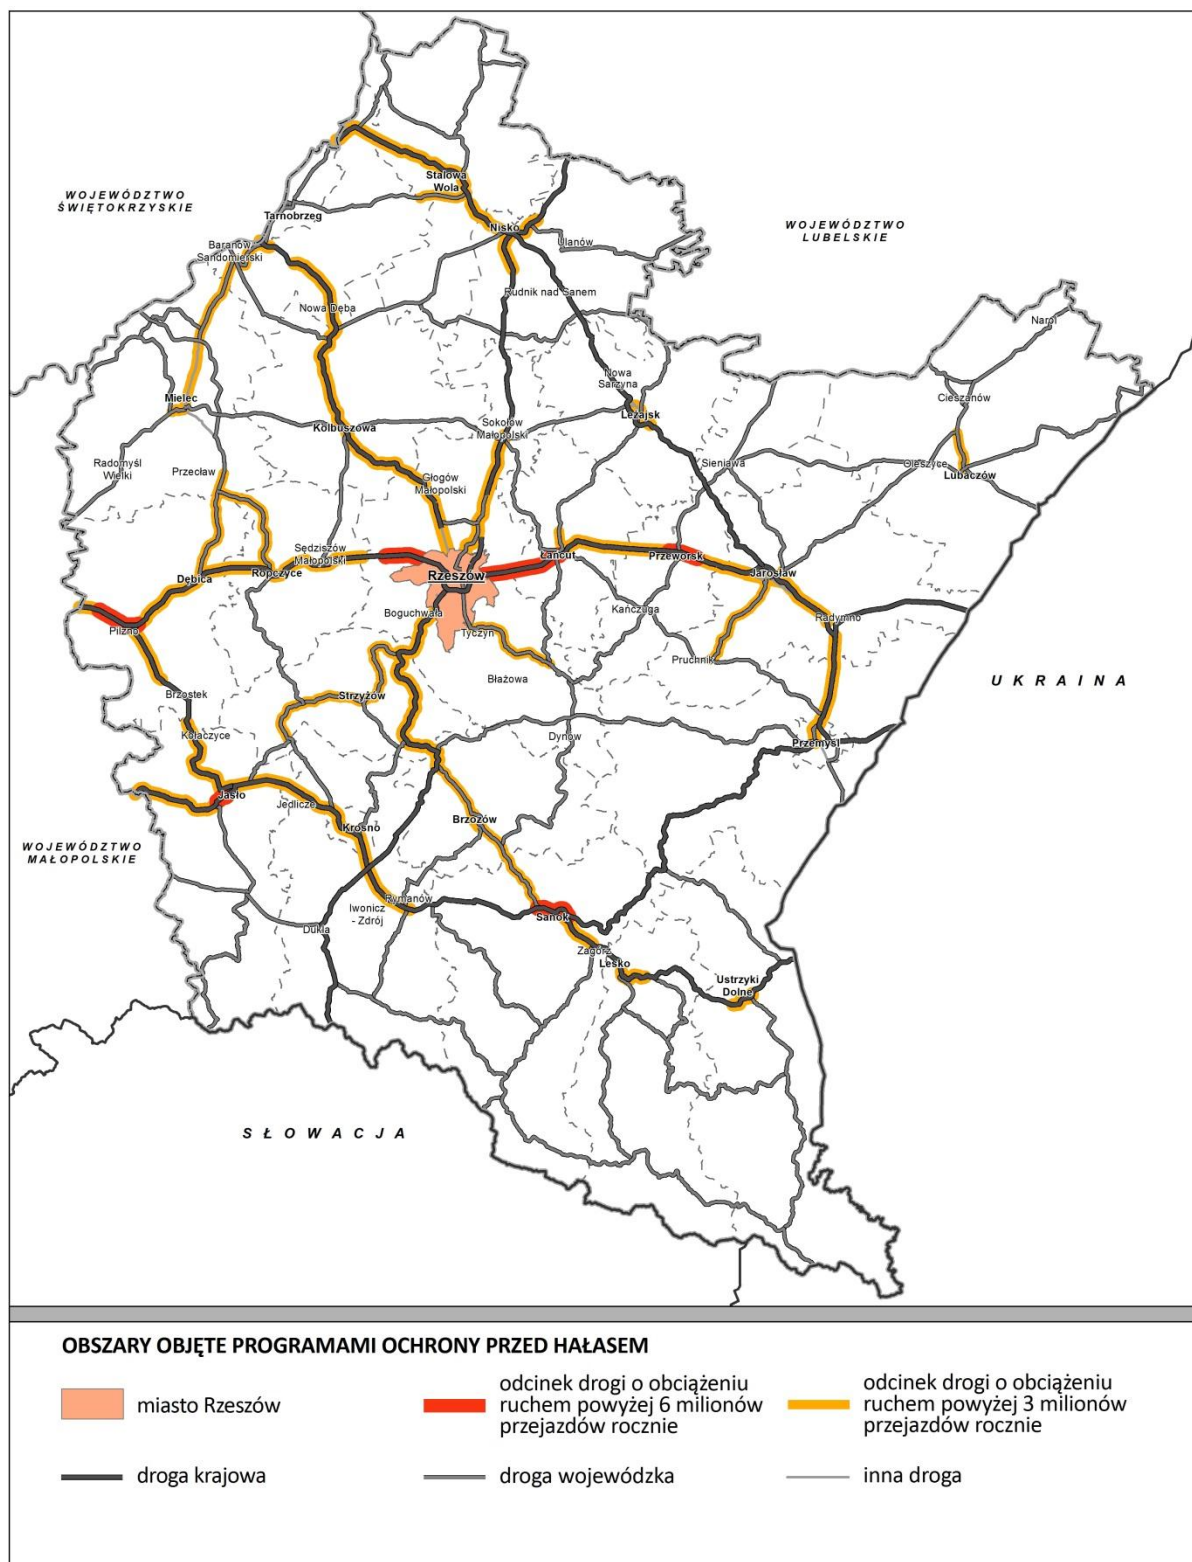 Stalowa
Wola
WOJEWÓDZTWO
ŚWIĘTOKRZYSKIE
Tarnobrzeg
WOJEWÓDZTWO
LUBELSKIE
Nisko
Ulanów
Baranów
Sandomierski
Rudnik nad Sanem
Nowa Dęba
Narol
Nowa
Sarzyna
Mielec
Cieszanów
Leżajsk
Kolbuszowa
Sokołów
Małopolski
Radomyśl
Wielki
Przecław
Głogów
Małopolski
Sieniawa
Oleszyce
Lubaczów
Sędziszów
Małopolski
Łańcut
Przeworsk
Dębica
Ropczyce
Rzeszów
Jarosław
Boguchwała
Kańczuga
Radymno
Pilzno
Tyczyn
Pruchnik
Błażowa
UKRAINA
Brzostek
Strzyżów
Kołaczyce
Dynów
Przemyśl
Jasło
Jedlicze
Krosno
Brzozów
WOJEWÓDZTWO
MAŁOPOLSKIE
Rymanów
Iwonicz
- Zdrój
Sanok
Dukla
Zagórz
Lesko
Ustrzyki
Dolne
SŁOWACJA
OBSZARY OBJĘTE PROGRAMAMI OCHRONY PRZED HAŁASEM
miasto Rzeszów
odcinek drogi o obciążeniu
ruchem powyżej 6 milionów
przejazdów rocznie
odcinek drogi o obciążeniu
ruchem powyżej 3 milionów
przejazdów rocznie
droga krajowa
droga wojewódzka
inna droga